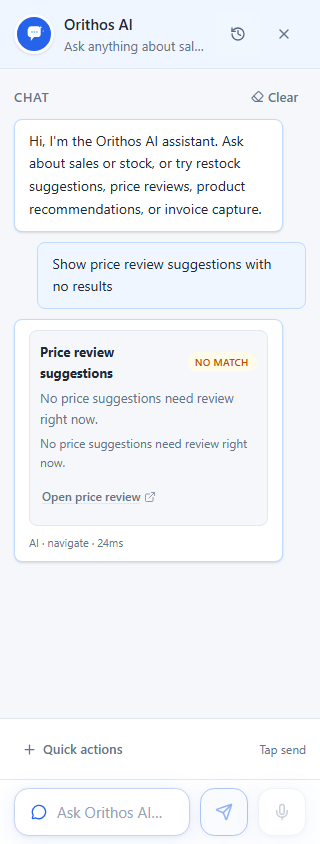 Orithos AI
Ask anything about sal...
CHAT
Clear
Hi, I'm the Orithos AI assistant. Ask
about sales or stock, or try restock
suggestions, price reviews, product
recommendations, or invoice capture.
Show price review suggestions with
no results
Price review
suggestions
NO MATCH
No price suggestions need review
right now.
No price suggestions need review right
now.
Open price review
AI · navigate · 24ms
Quick actions
Tap send
Ask Orithos AI...